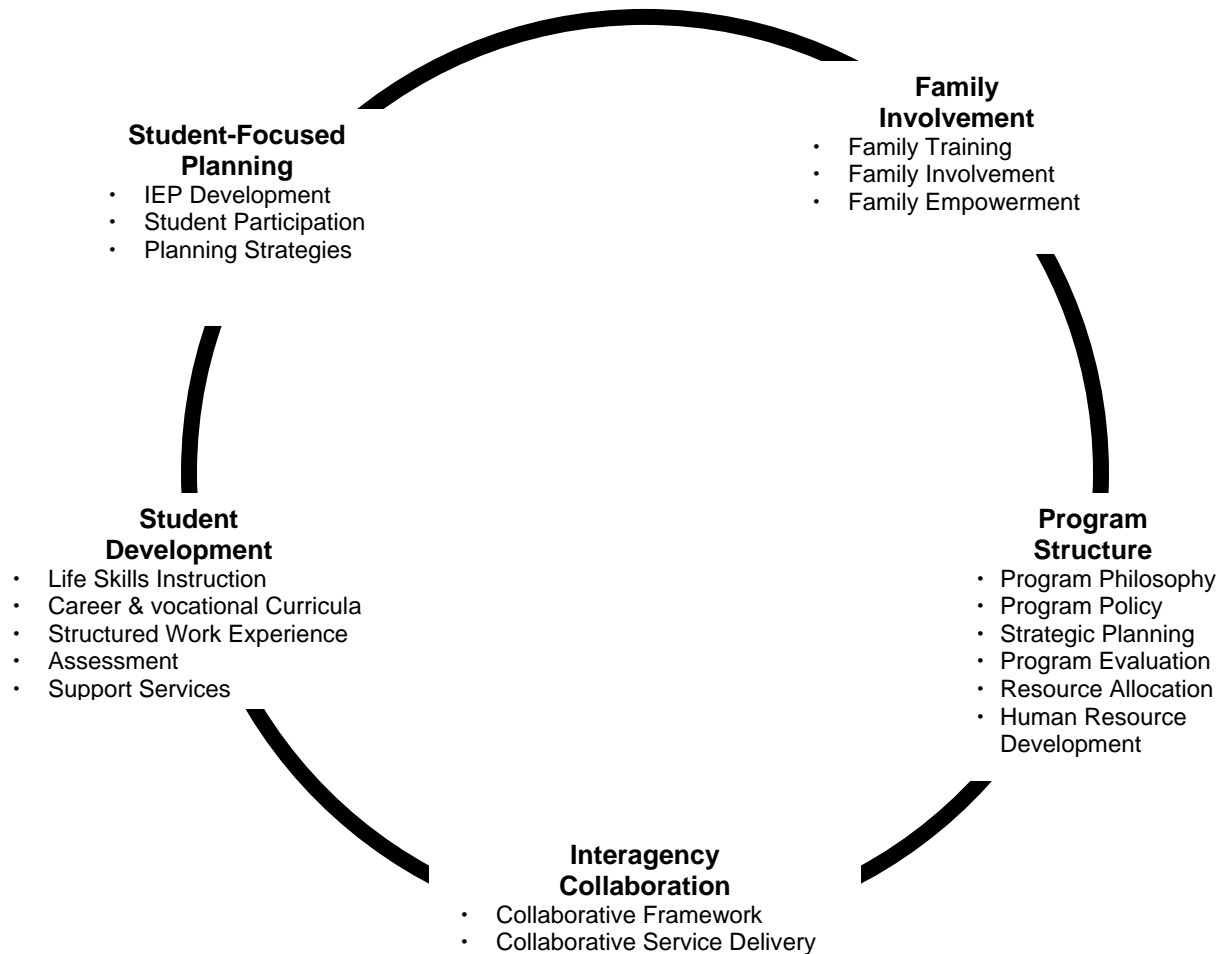 Family
Involvement
• Family Training
• Family Involvement
• Family Empowerment
Student-Focused
Planning
• IEP Development
• Student Participation
• Planning Strategies
Student
Development
• Life Skills Instruction
• Career & vocational Curricula
• Structured Work Experience
• Assessment
• Support Services
Program
Structure
• Program Philosophy
• Program Policy
• Strategic Planning
• Program Evaluation
• Resource Allocation
• Human Resource
Development
Interagency
Collaboration
• Collaborative Framework
• Collaborative Service Delivery